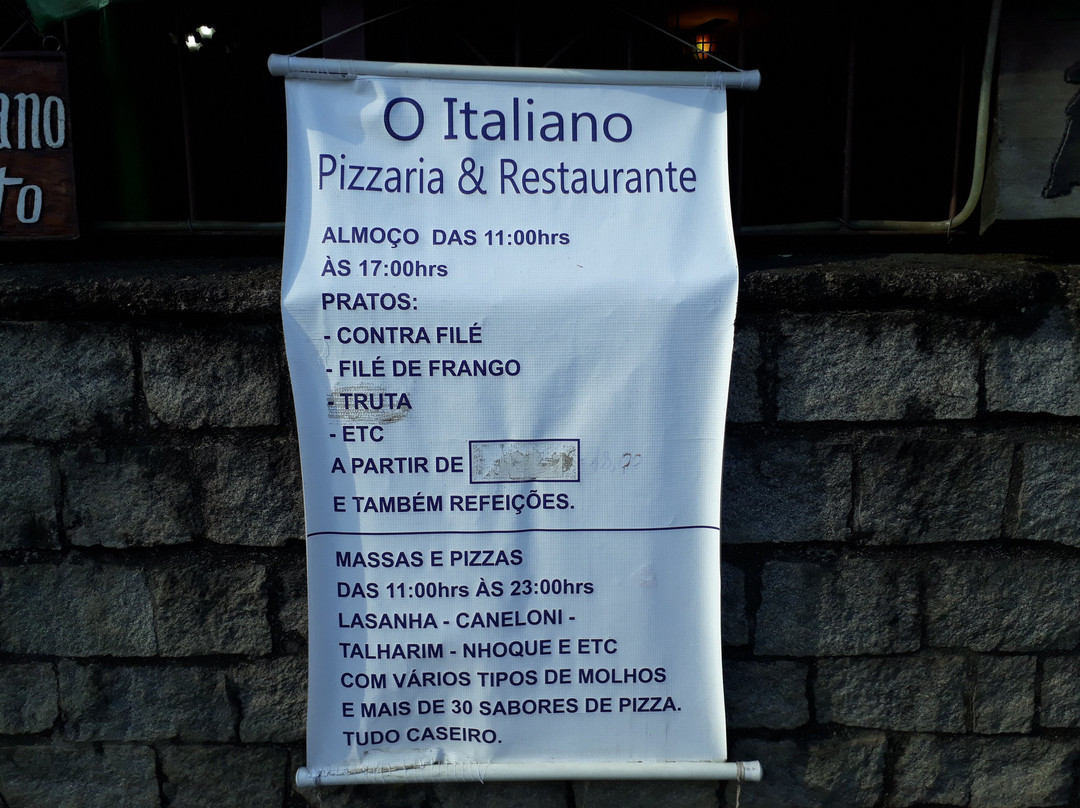 O Italiano
Pizzaria & Restaurante
ALMOÇO DAS 11:00hrs
ÀS 17:00hrs
PRATOS:
- CONTRA FILÉ
- FILÉ DE FRANGO
- TRUTA
- ETC
A PARTIR DE
E TAMBÉM REFEIÇÕES.
MASSAS E PIZZAS
DAS 11:00hrs ÀS 23:00hrs
LASANHA - CANELONI -
TALHARIM - NHOQUE E ETC
COM VÁRIOS TIPOS DE MOLHOS
E MAIS DE 30 SABORES DE PIZZA.
TUDO CASEIRO.